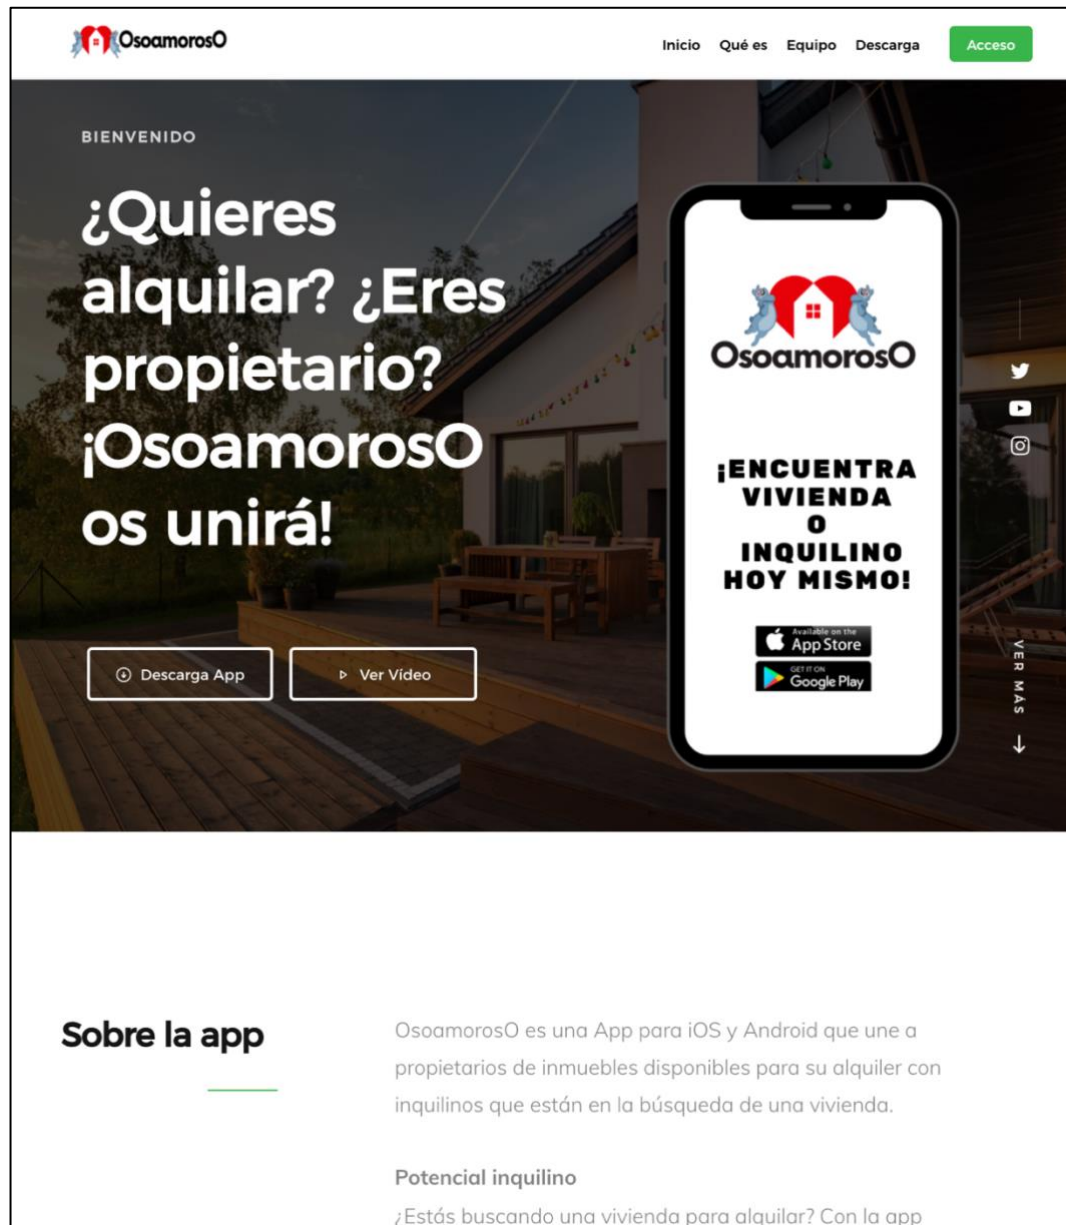 OsoamorosO
Inicio Qué es Equipo Descarga Acceso
BIENVENIDO
¿Quieres
alquilar? ¿Eres
propietario?
¡OsoamorosO
os unirá!
Descarga App
Ver Vídeo
OsoamorosO
¡ENCUENTRA
VIVIENDA
O
INQUILINO
HOY MISMO!
Available on the
App Store
GET IT ON
Google Play
VER MÁS
Sobre la app
OsoamorosO es una App para iOS y Android que une a
propietarios de inmuebles disponibles para su alquiler con
inquilinos que están en la búsqueda de una vivienda.
Potencial inquilino
¿Estás buscando una vivienda para alquilar? Con la app